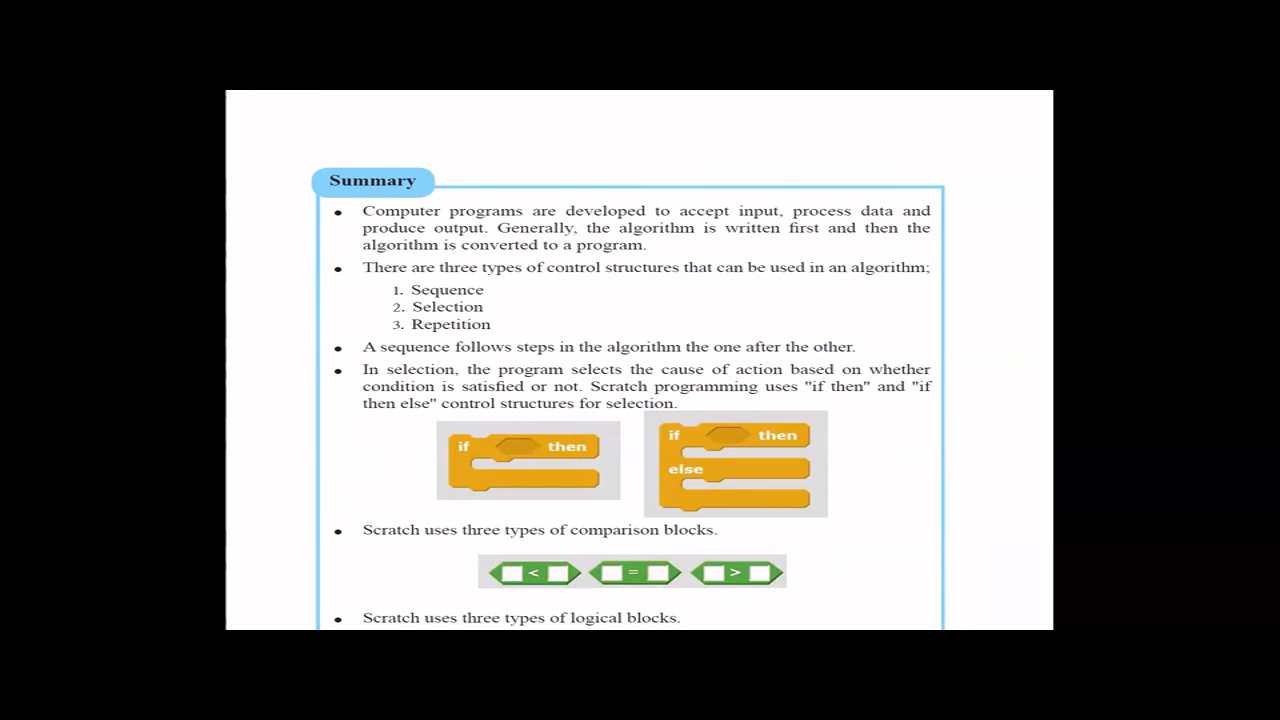 Summary
• Computer programs are developed to accept input, process data and
produce output. Generally, the algorithm is written first and then the
algorithm is converted to a program.
• There are three types of control structures that can be used in an algorithm;
1. Sequence
2. Selection
3. Repetition
• A sequence follows steps in the algorithm the one after the other.
• In selection, the program selects the cause of action based on whether
condition is satisfied or not. Scratch programming uses "if then" and "if
then else" control structures for selection.
if then
if then
else
• Scratch uses three types of comparison blocks.
< = >
• Scratch uses three types of logical blocks.